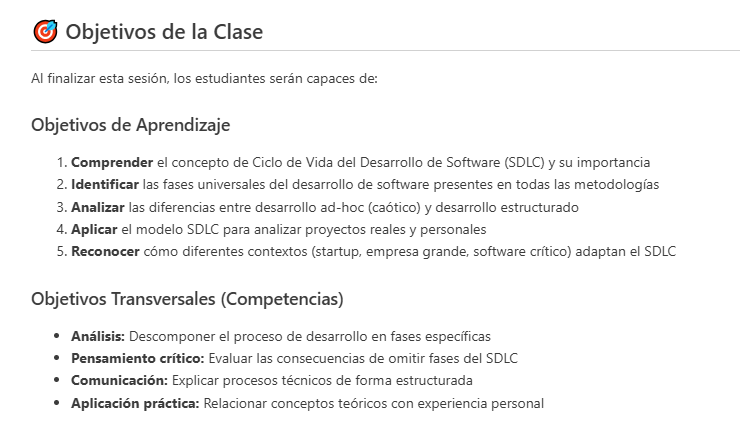 Objetivos de la Clase
Al finalizar esta sesión, los estudiantes serán capaces de:
Objetivos de Aprendizaje
1. Comprender el concepto de Ciclo de Vida del Desarrollo de Software (SDLC) y su importancia
2. Identificar las fases universales del desarrollo de software presentes en todas las metodologías
3. Analizar las diferencias entre desarrollo ad-hoc (caótico) y desarrollo estructurado
4. Aplicar el modelo SDLC para analizar proyectos reales y personales
5. Reconocer cómo diferentes contextos (startup, empresa grande, software crítico) adaptan el SDLC
Objetivos Transversales (Competencias)
• Análisis: Descomponer el proceso de desarrollo en fases específicas
• Pensamiento crítico: Evaluar las consecuencias de omitir fases del SDLC
• Comunicación: Explicar procesos técnicos de forma estructurada
• Aplicación práctica: Relacionar conceptos teóricos con experiencia personal